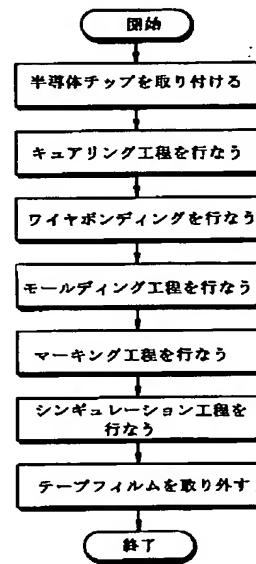 開始
半導体チップを取り付ける
キュアリング工程を行なう
ワイヤボンディングを行なう
モールディング工程を行なう
マーキング工程を行なう
シンギュレーション工程を
行なう
テープフィルムを取り外す
終了